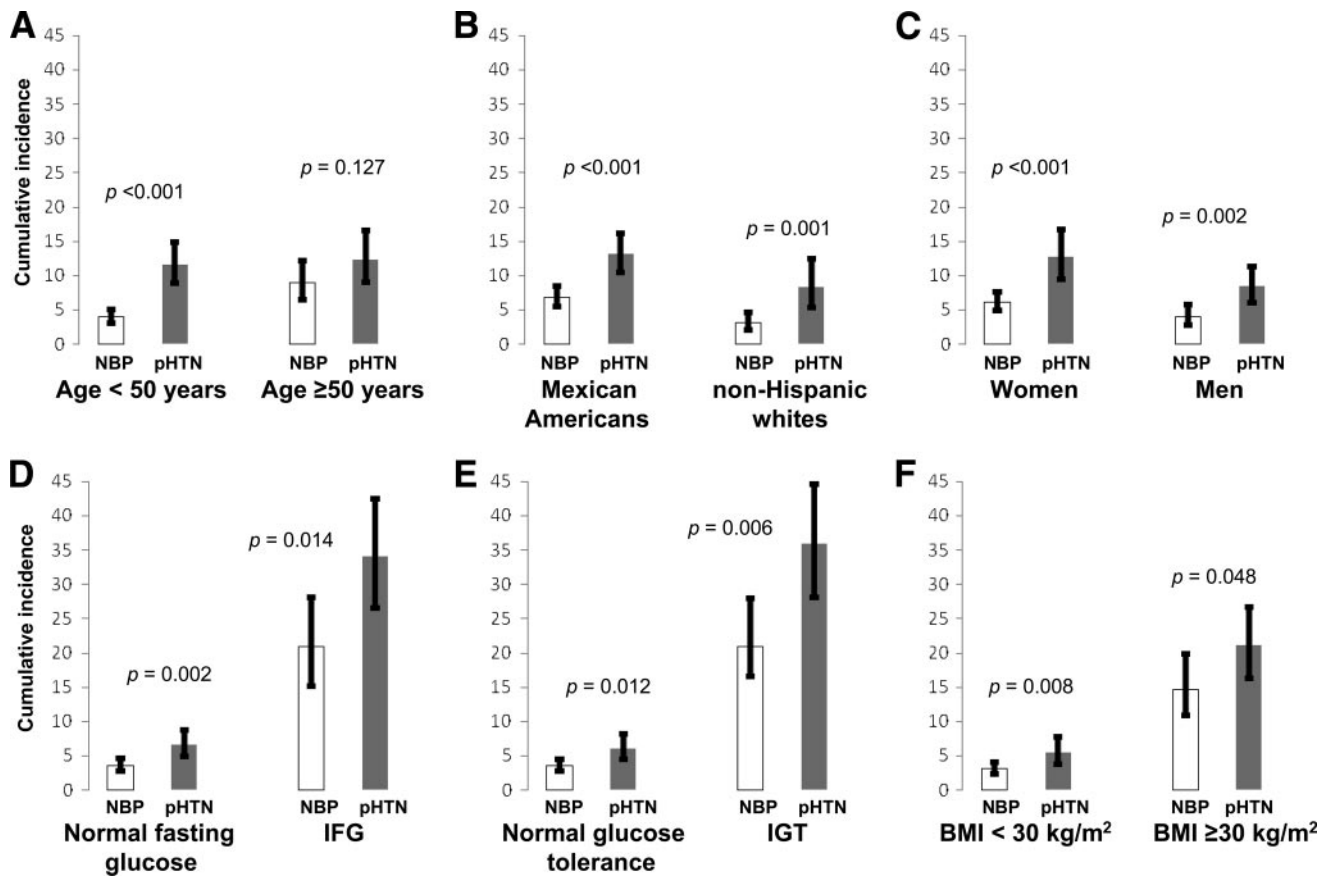 A
45
40
35
30
25
20
15
10
5
0
Cumulative incidence
p <0.001
p = 0.127
NBP pHTN NBP pHTN
Age < 50 years Age ≥50 years
B
45
40
35
30
25
20
15
10
5
0
p <0.001
p = 0.001
NBP pHTN NBP pHTN
Mexican non-Hispanic
Americans whites
C
45
40
35
30
25
20
15
10
5
0
p <0.001
p = 0.002
NBP pHTN NBP pHTN
Women Men
D
45
40
35
30
25
20
15
10
5
0
Cumulative incidence
p = 0.002
p = 0.014
NBP pHTN NBP pHTN
Normal fasting IFG
glucose
E
45
40
35
30
25
20
15
10
5
0
p = 0.012
p = 0.006
NBP pHTN NBP pHTN
Normal glucose IGT
tolerance
F
45
40
35
30
25
20
15
10
5
0
p = 0.008
p = 0.048
NBP pHTN NBP pHTN
BMI < 30 kg/m² BMI ≥30 kg/m²